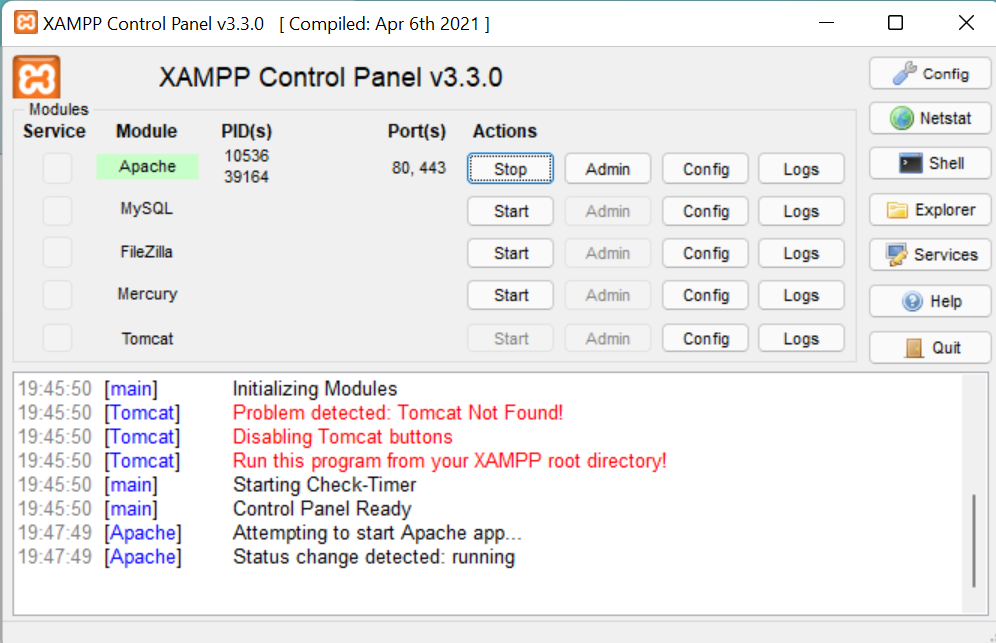 XAMPP Control Panel v3.3.0 [ Compiled: Apr 6th 2021 ]
XAMPP Control Panel v3.3.0
Config
Netstat
Shell
Explorer
Services
Help
Quit
Modules
Service Module PID(s) Port(s) Actions
Apache 10536 39164 80, 443 Stop Admin Config Logs
MySQL Start Admin Config Logs
FileZilla Start Admin Config Logs
Mercury Start Admin Config Logs
Tomcat Start Admin Config Logs
19:45:50 [main] Initializing Modules
19:45:50 [Tomcat] Problem detected: Tomcat Not Found!
19:45:50 [Tomcat] Disabling Tomcat buttons
19:45:50 [Tomcat] Run this program from your XAMPP root directory!
19:45:50 [main] Starting Check-Timer
19:45:50 [main] Control Panel Ready
19:47:49 [Apache] Attempting to start Apache app...
19:47:49 [Apache] Status change detected: running